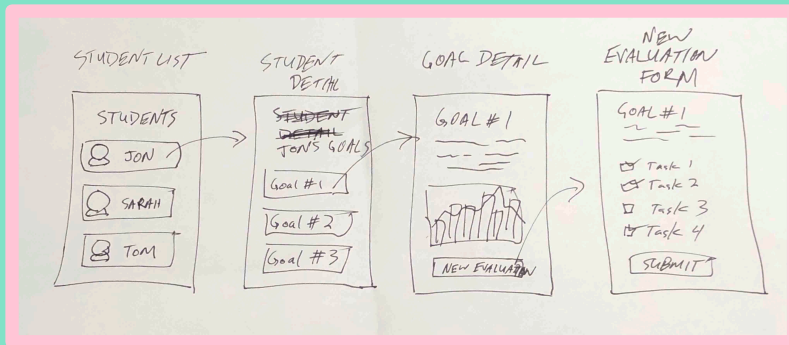 STUDENT LIST
STUDENTS
JON
SARAH
TOM
STUDENT
DETAIL
STUDENT
DETAIL
JON'S GOALS
Goal #1
Goal #2
Goal #3
GOAL DETAIL
GOAL #1
NEW EVALUATION
NEW
EVALUATION
FORM
GOAL #1
Task 1
Task 2
Task 3
Task 4
SUBMIT